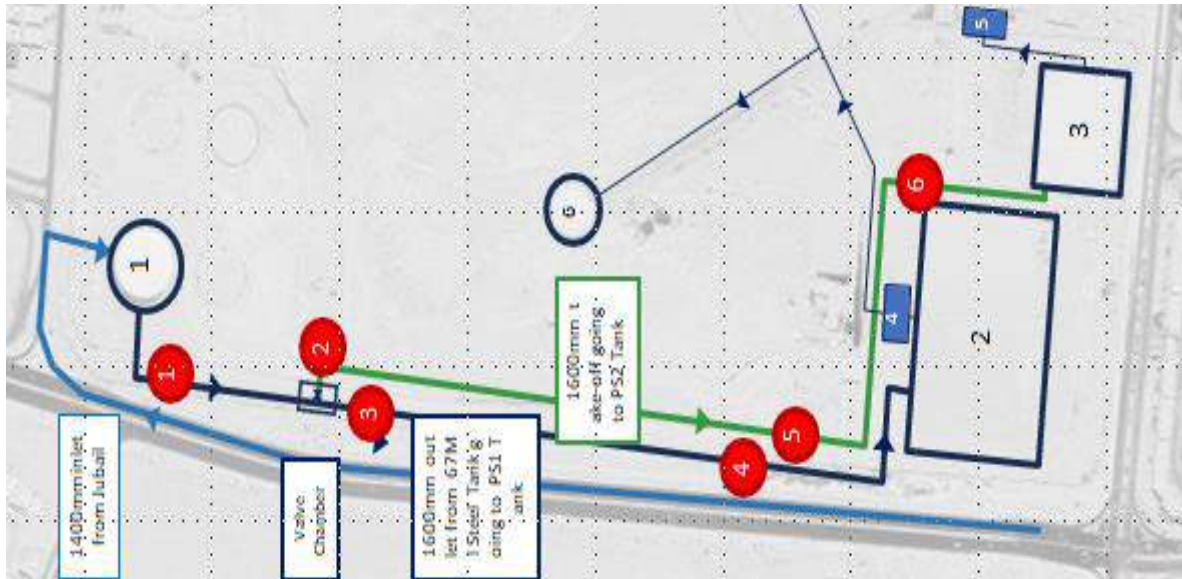 1400mm inlet
from Jubail
Valve
Chamber
1600mm out
let from 67M
I Seef Tank g
oing to PS1 T
ank
1600mm t
ake-off going
to PS2 Tank
1
1
2
3
4
5
6
6
4
2
3
5